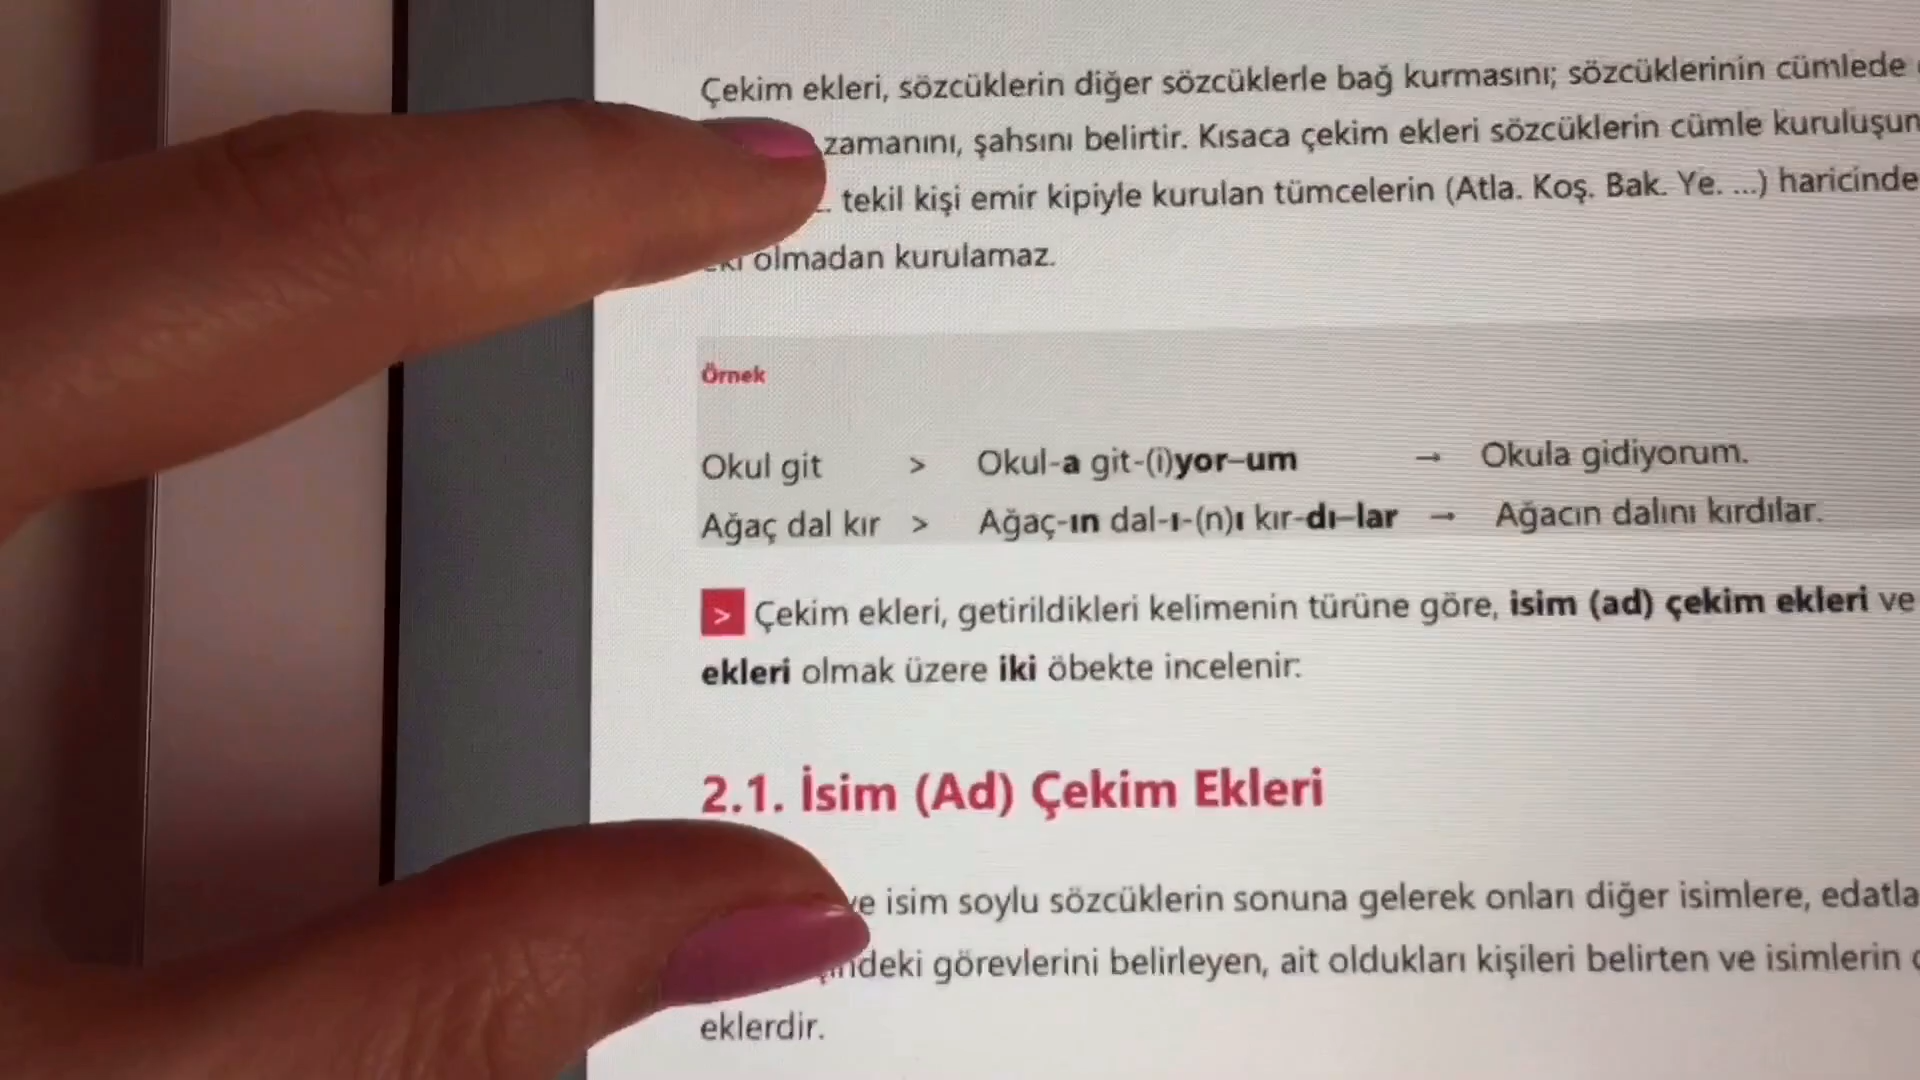 Çekim ekleri, sözcüklerin diğer sözcüklerle bağ kurmasını; sözcüklerinin cümlede
zamanını, şahsını belirtir. Kısaca çekim ekleri sözcüklerin cümle
tekil kişi emir kipiyle kurulan tümcelerin (Atla. Koş. Bak. Ye. ...) haricinde
olmadan kurulamaz.
Örnek
Okul git > Okul-a git-(i)yor–um → Okula gidiyorum.
Ağaç dal kır > Ağaç-ın dal-ı-(n)ı kır-dı–lar → Ağacın dalını kırdılar.
> Çekim ekleri, getirildikleri kelimenin türüne göre, isim (ad) çekim ekleri ve
ekleri olmak üzere iki öbekte incelenir.
2.1. İsim (Ad) Çekim Ekleri
ve isim soylu sözcüklerin sonuna gelerek onları diğer isimlere,
görevlerini belirleyen, ait oldukları kişileri belirten ve isimlerin
eklerdir.